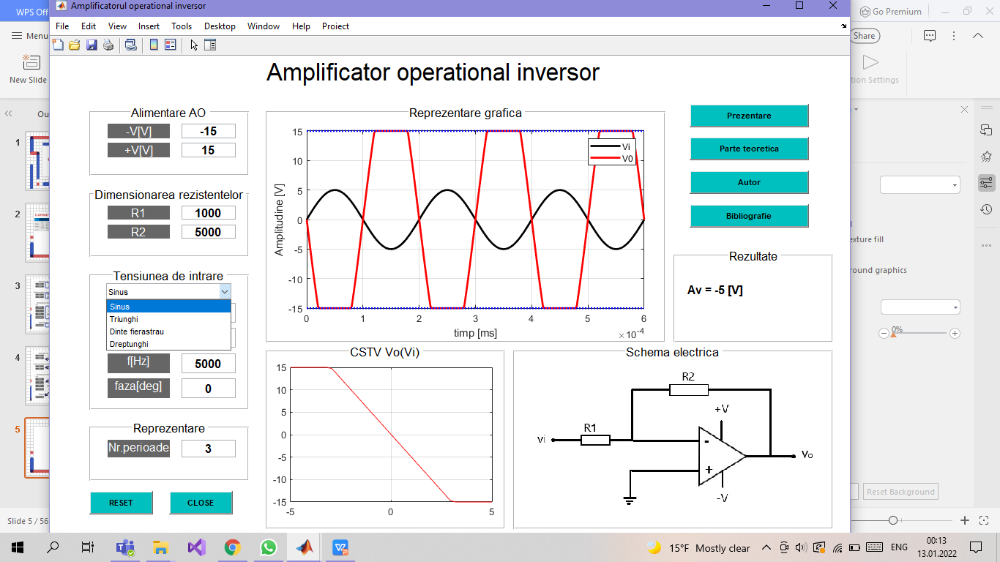 WPS Off
Amplificatorul operational inversor
Go Premium
Menu
File Edit View Insert Tools Desktop Window Help Proiect
Share
New Slide
tion Settings
Amplificator operational inversor
Ou
Alimentare AO
-V[V] -15
+V[V] 15
Dimensionarea rezistentelor
R1 1000
R2 5000
Tensiunea de intrare
Sinus
Sinus
Triunghi
Dinte fierastrau
Dreptunghi
f[Hz] 5000
faza[deg] 0
Reprezentare
Nr.perioade 3
RESET CLOSE
Reprezentare grafica
Amplitudine [V]
15
10
5
0
-5
-10
-15
0 1 2 3 4 5 6
timp [ms]
×10-4
Vi
V0
CSTV Vo(Vi)
15
10
5
0
-5
-10
-15
-5 0 5
Prezentare
Parte teoretica
Autor
Bibliografie
Rezultate
Av = -5 [V]
Schema electrica
R2
+V
R1
vi
-
+
Vo
-V
1
2
3
4
5
exture fill
round graphics
0%
Reset Background
Slide 5 / 56
15°F Mostly clear
ENG
00:13
13.01.2022